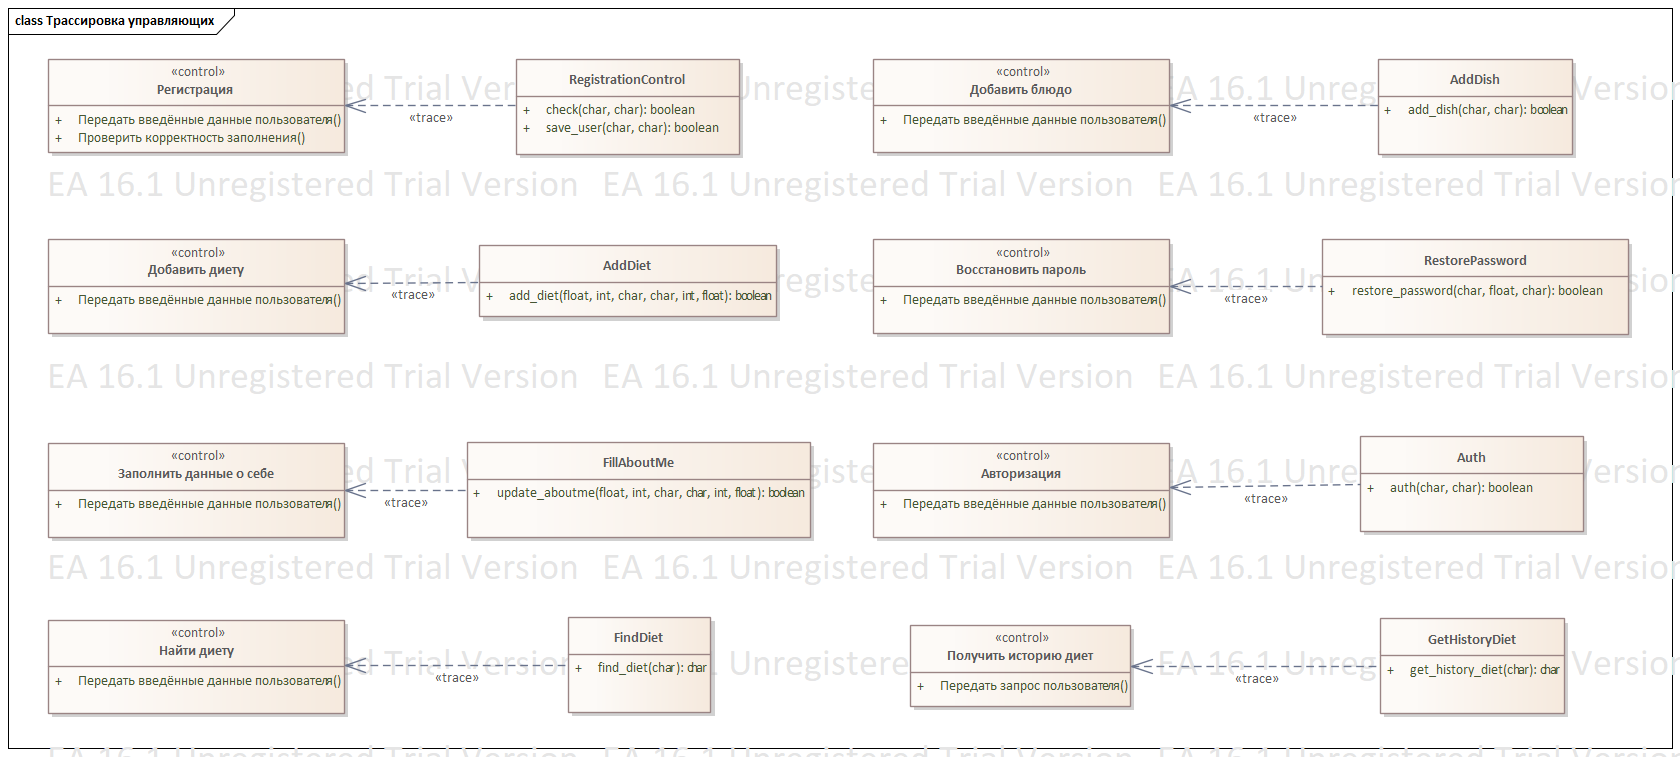 class Трассировка управляющих
«control»
Регистрация
+ Передать введённые данные пользователя()
+ Проверить корректность заполнения()
«trace»
RegistrationControl
+ check(char, char): boolean
+ save_user(char, char): boolean
«control»
Добавить блюдо
+ Передать введённые данные пользователя()
«trace»
AddDish
+ add_dish(char, char): boolean
EA 16.1 Unregistered Trial Version EA 16.1 Unregistered Trial Version EA 16.1 Unregistered Trial Version
«control»
Добавить диету
+ Передать введённые данные пользователя()
«trace»
AddDiet
+ add_diet(float, int, char, char, int, float): boolean
«control»
Восстановить пароль
+ Передать введённые данные пользователя()
«trace»
RestorePassword
+ restore_password(char, float, char): boolean
EA 16.1 Unregistered Trial Version EA 16.1 Unregistered Trial Version EA 16.1 Unregistered Trial Version
«control»
Заполнить данные о себе
+ Передать введённые данные пользователя()
«trace»
FillAboutMe
+ update_aboutme(float, int, char, char, int, float): boolean
«control»
Авторизация
+ Передать введённые данные пользователя()
«trace»
Auth
+ auth(char, char): boolean
EA 16.1 Unregistered Trial Version EA 16.1 Unregistered Trial Version EA 16.1 Unregistered Trial Version
«control»
Найти диету
+ Передать введённые данные пользователя()
«trace»
FindDiet
+ find_diet(char): char
«control»
Получить историю диет
+ Передать запрос пользователя()
«trace»
GetHistoryDiet
+ get_history_diet(char): char